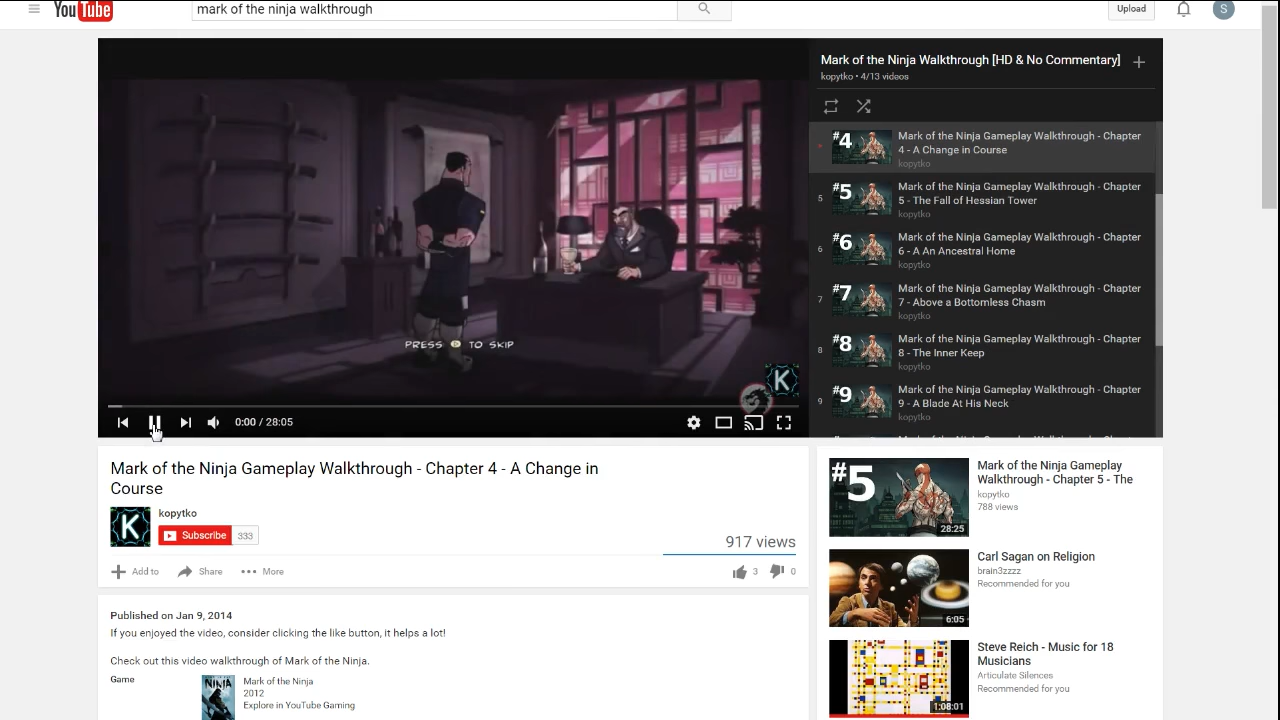 YouTube
mark of the ninja walkthrough
Upload
S
PRESS TO SKIP
K
0:00 / 28:05
Mark of the Ninja Walkthrough [HD & No Commentary]
kopytko • 4/13 videos
#4
Mark of the Ninja Gameplay Walkthrough - Chapter
4 - A Change in Course
kopytko
5
#5
Mark of the Ninja Gameplay Walkthrough - Chapter
5 - The Fall of Hessian Tower
kopytko
6
#6
Mark of the Ninja Gameplay Walkthrough - Chapter
6 - A An Ancestral Home
kopytko
7
#7
Mark of the Ninja Gameplay Walkthrough - Chapter
7 - Above a Bottomless Chasm
kopytko
8
#8
Mark of the Ninja Gameplay Walkthrough - Chapter
8 - The Inner Keep
kopytko
9
#9
Mark of the Ninja Gameplay Walkthrough - Chapter
9 - A Blade At His Neck
kopytko
Mark of the Ninja Gameplay Walkthrough - Chapter 4 - A Change in
Course
K
kopytko
Subscribe 333
917 views
Add to Share More
3 0
Published on Jan 9, 2014
If you enjoyed the video, consider clicking the like button, it helps a lot!
Check out this video walkthrough of Mark of the Ninja.
Game
NINJA
Mark of the Ninja
2012
Explore in YouTube Gaming
#5
28:25
Mark of the Ninja Gameplay
Walkthrough - Chapter 5 - The
kopytko
788 views
6:05
Carl Sagan on Religion
brain3zzzz
Recommended for you
1:08:01
Steve Reich - Music for 18
Musicians
Articulate Silences
Recommended for you